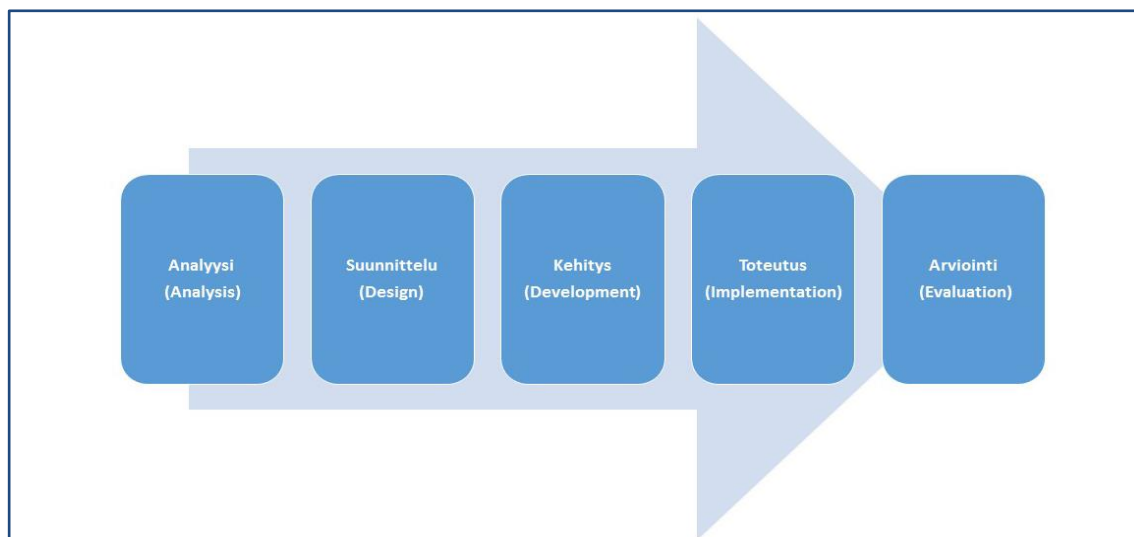 Analyysi
(Analysis)
Suunnittelu
(Design)
Kehitys
(Development)
Toteutus
(Implementation)
Arviointi
(Evaluation)